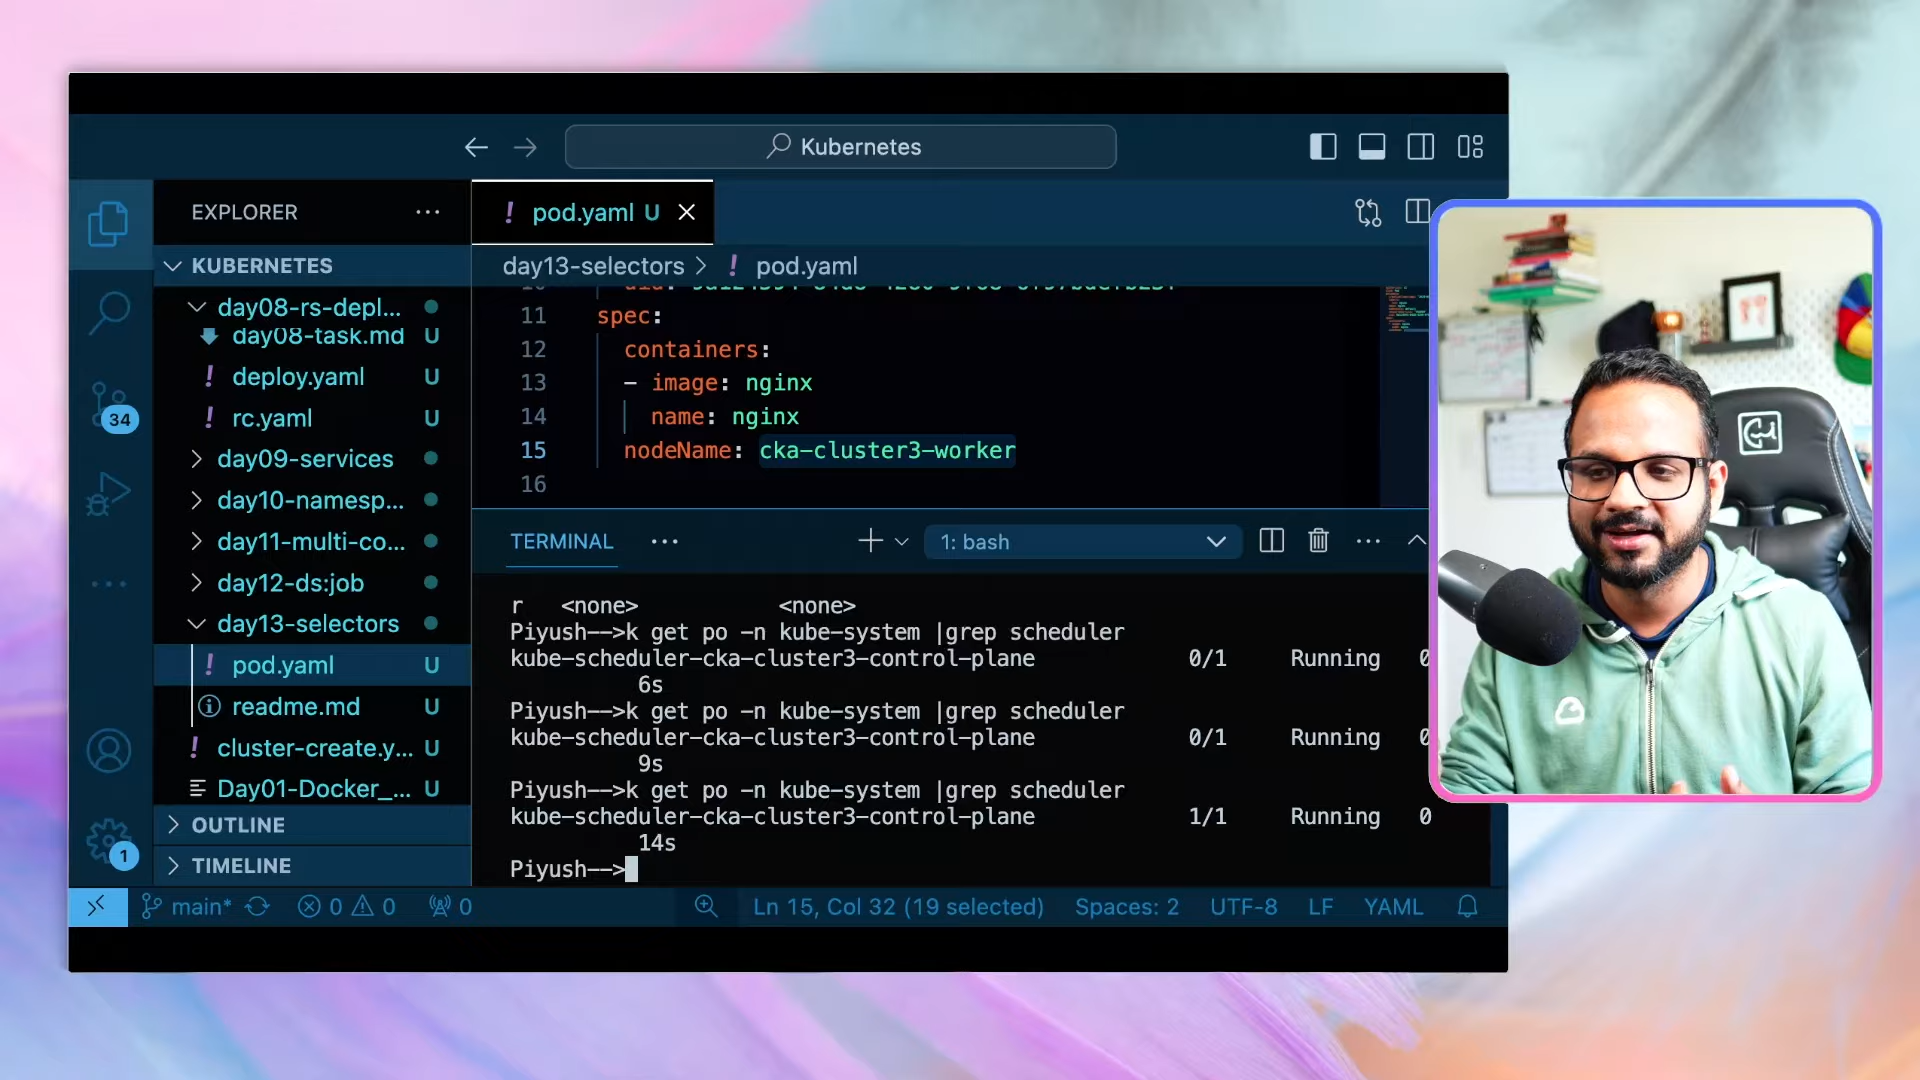 Kubernetes
EXPLORER
KUBERNETES
day08-rs-depl...
day08-task.md U
deploy.yaml U
rc.yaml U
day09-services
day10-namesp...
day11-multi-co...
day12-ds:job
day13-selectors
pod.yaml U
readme.md U
cluster-create.y... U
Day01-Docker_... U
OUTLINE
TIMELINE
34
1
! pod.yaml U
day13-selectors > ! pod.yaml
11 spec:
12 containers:
13 - image: nginx
14 name: nginx
15 nodeName: cka-cluster3-worker
16
TERMINAL
1: bash
r <none> <none>
Piyush-->k get po -n kube-system |grep scheduler
kube-scheduler-cka-cluster3-control-plane 0/1 Running 0
6s
Piyush-->k get po -n kube-system |grep scheduler
kube-scheduler-cka-cluster3-control-plane 0/1 Running 0
9s
Piyush-->k get po -n kube-system |grep scheduler
kube-scheduler-cka-cluster3-control-plane 1/1 Running 0
14s
Piyush-->
main* 0 0 0
Ln 15, Col 32 (19 selected) Spaces: 2 UTF-8 LF YAML